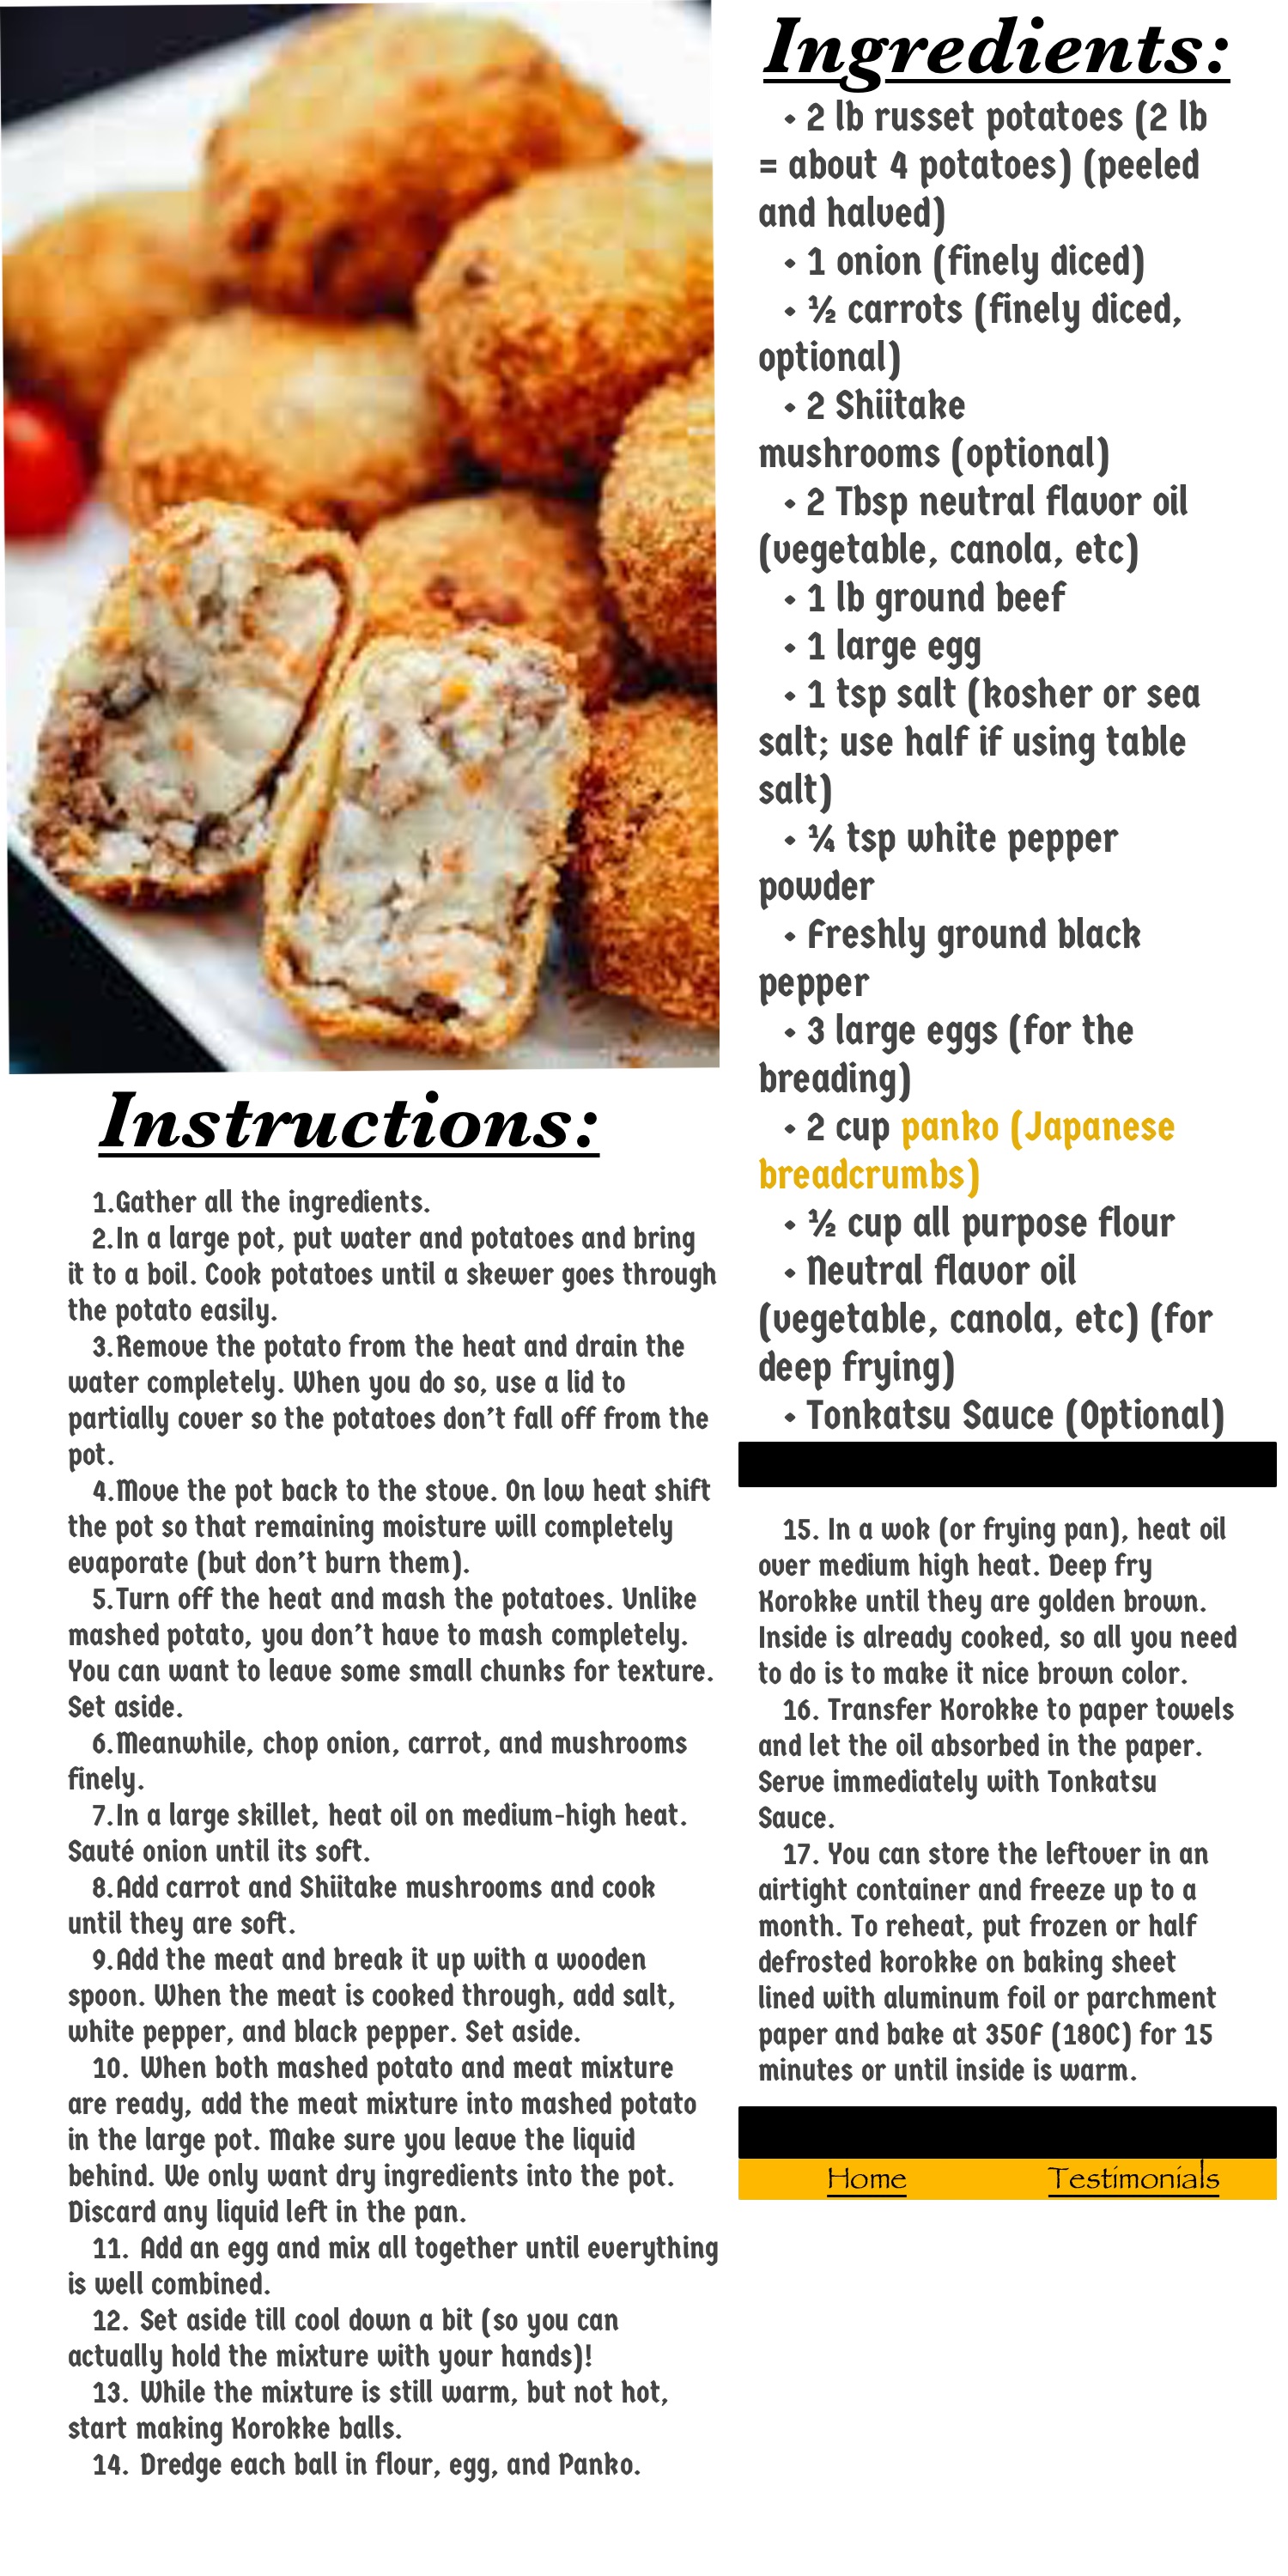 Ingredients:
• 2 lb russet potatoes (2 lb
= about 4 potatoes) (peeled
and halved)
• 1 onion (finely diced)
• ½ carrots (finely diced,
optional)
• 2 Shiitake
mushrooms (optional)
• 2 Tbsp neutral flavor oil
(vegetable, canola, etc)
• 1 lb ground beef
• 1 large egg
• 1 tsp salt (kosher or sea
salt; use half if using table
salt)
• ¼ tsp white pepper
powder
• Freshly ground black
pepper
• 3 large eggs (for the
breading)
• 2 cup panko (Japanese
breadcrumbs)
• ½ cup all purpose flour
• Neutral flavor oil
(vegetable, canola, etc) (for
deep frying)
• Tonkatsu Sauce (Optional)
Instructions:
1.Gather all the ingredients.
2.In a large pot, put water and potatoes and bring
it to a boil. Cook potatoes until a skewer goes through
the potato easily.
3.Remove the potato from the heat and drain the
water completely. When you do so, use a lid to
partially cover so the potatoes don't fall off from the
pot.
4.Move the pot back to the stove. On low heat shift
the pot so that remaining moisture will completely
evaporate (but don't burn them).
5.Turn off the heat and mash the potatoes. Unlike
mashed potato, you don't have to mash completely.
You can want to leave some small chunks for texture.
Set aside.
6.Meanwhile, chop onion, carrot, and mushrooms
finely.
7.In a large skillet, heat oil on medium-high heat.
Sauté onion until its soft.
8.Add carrot and Shiitake mushrooms and cook
until they are soft.
9.Add the meat and break it up with a wooden
spoon. When the meat is cooked through, add salt,
white pepper, and black pepper. Set aside.
10. When both mashed potato and meat mixture
are ready, add the meat mixture into mashed potato
in the large pot. Make sure you leave the liquid
behind. We only want dry ingredients into the pot.
Discard any liquid left in the pan.
11. Add an egg and mix all together until everything
is well combined.
12. Set aside till cool down a bit (so you can
actually hold the mixture with your hands)!
13. While the mixture is still warm, but not hot,
start making Korokke balls.
14. Dredge each ball in flour, egg, and Panko.
15. In a wok (or frying pan), heat oil
over medium high heat. Deep fry
Korokke until they are golden brown.
Inside is already cooked, so all you need
to do is to make it nice brown color.
16. Transfer Korokke to paper towels
and let the oil absorbed in the paper.
Serve immediately with Tonkatsu
Sauce.
17. You can store the leftover in an
airtight container and freeze up to a
month. To reheat, put frozen or half
defrosted korokke on baking sheet
lined with aluminum foil or parchment
paper and bake at 350F (180C) for 15
minutes or until inside is warm.
Home
Testimonials